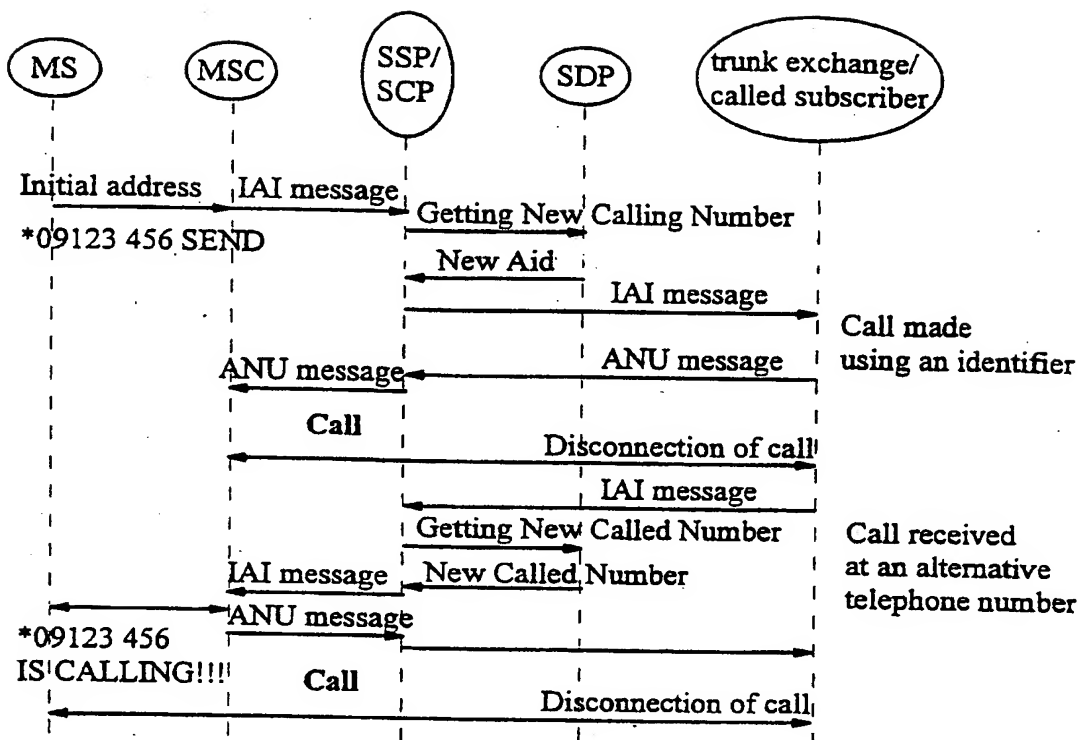 MS
MSC
SSP/
SCP
SDP
trunk exchange/
called subscriber
Initial address
IAI message
*09123 456 SEND
Getting New Calling Number
New Aid
IAI message
Call made
using an identifier
ANU message
ANU message
Call
Disconnection of call
IAI message
Getting New Called Number
Call received
at an alternative
telephone number
IAI message
New Called Number
ANU message
*09123 456
IS CALLING!!!!
Call
Disconnection of call